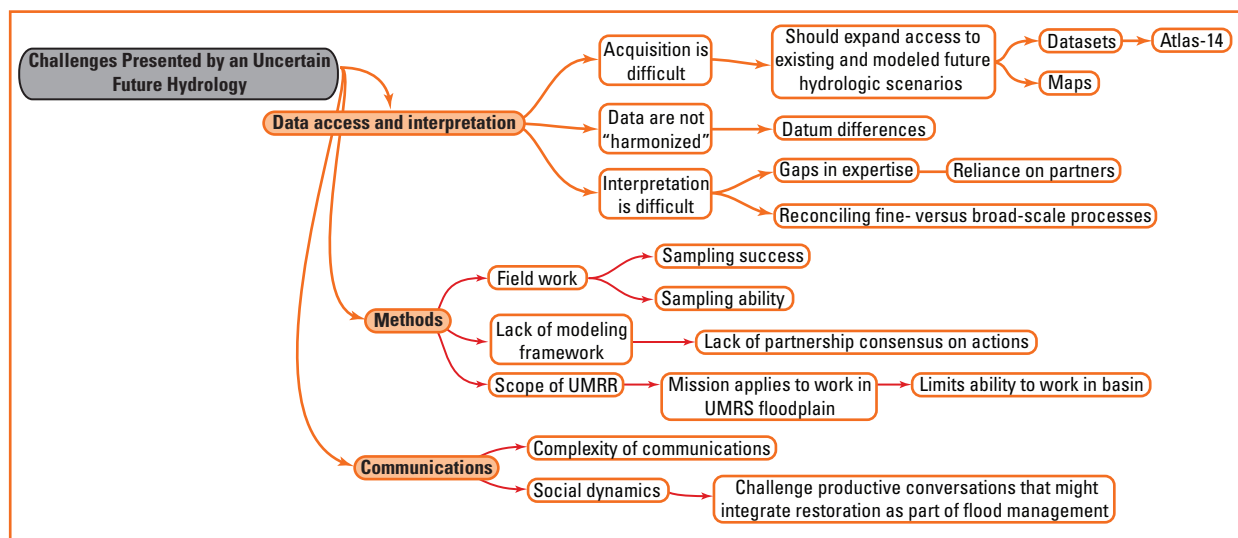 Challenges Presented by an Uncertain
Future Hydrology
Data access and interpretation
Acquisition is
difficult
Should expand access to
existing and modeled future
hydrologic scenarios
Datasets
Atlas-14
Maps
Data are not
“harmonized”
Datum differences
Interpretation
is difficult
Gaps in expertise
Reliance on partners
Reconciling fine- versus broad-scale processes
Methods
Field work
Sampling success
Sampling ability
Lack of modeling
framework
Lack of partnership consensus on actions
Scope of UMRR
Mission applies to work in
UMRS floodplain
Limits ability to work in basin
Communications
Complexity of communications
Social dynamics
Challenge productive conversations that might
integrate restoration as part of flood management